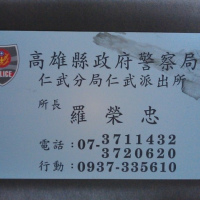 高雄縣政府警察局
仁武分局仁武派出所
所長
羅榮忠
電話：07-3711432
3720620
行動：0937-335610
POLICE